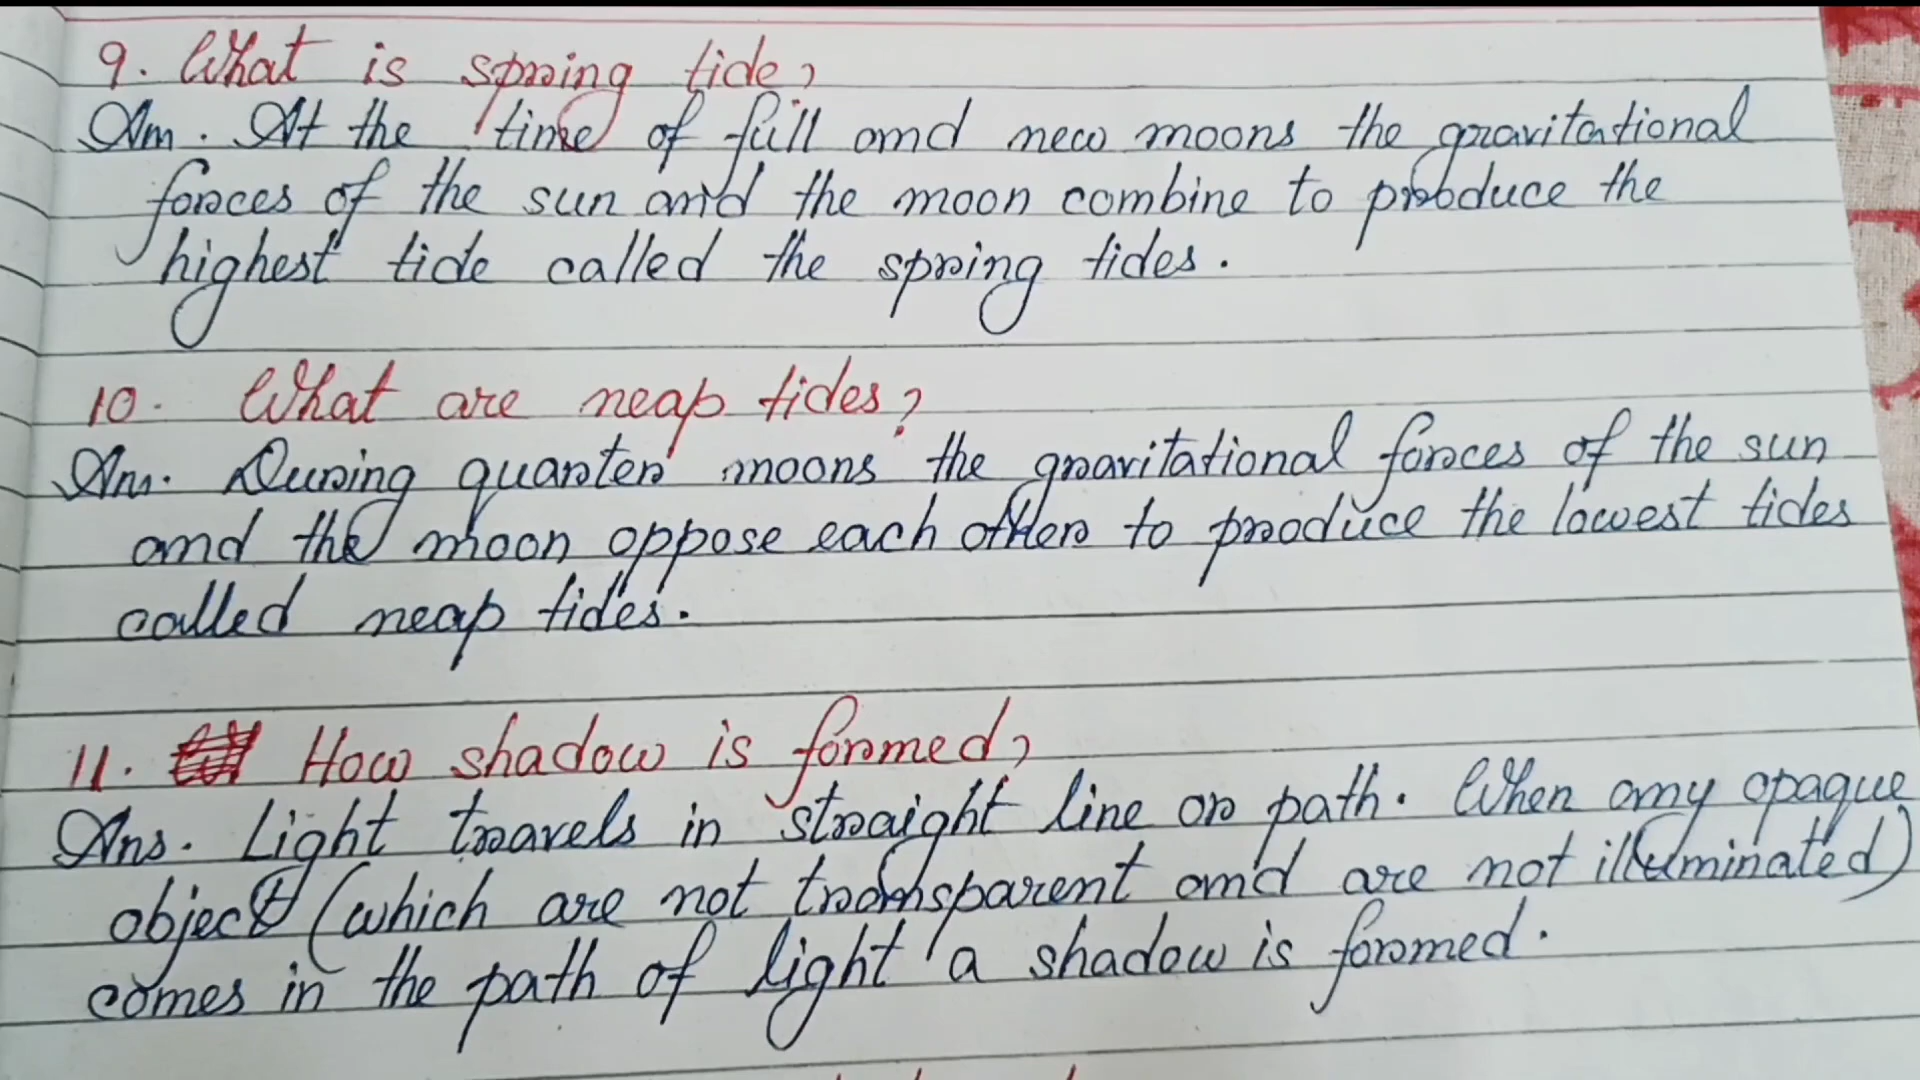 9. What is spring tide?
Ans. At the time of full and new moons the gravitational
forces of the sun and the moon combine to produce the
highest tide called the spring tides.
10. What are neap tides?
Ans. During quarter moons the gravitational forces of the sun
and the moon oppose each other to produce the lowest tides
called neap tides.
11. How shadow is formed?
Ans. Light travels in straight line or path. When any opaque
object (which are not transparent and are not illuminated)
comes in the path of light a shadow is formed.